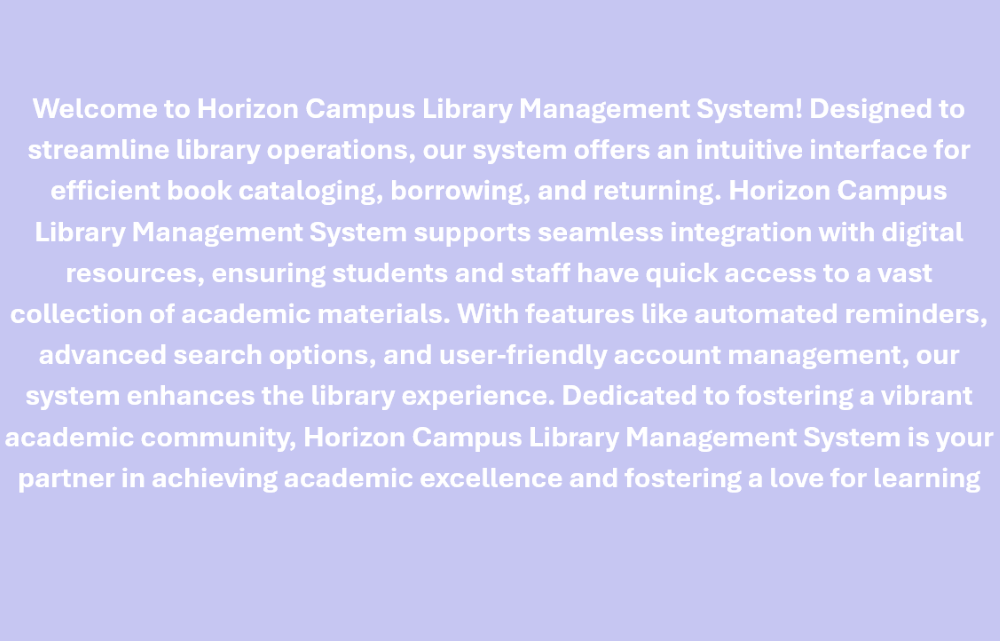 Welcome to Horizon Campus Library Management System! Designed to
streamline library operations, our system offers an intuitive interface for
efficient book cataloging, borrowing, and returning. Horizon Campus
Library Management System supports seamless integration with digital
resources, ensuring students and staff have quick access to a vast
collection of academic materials. With features like automated reminders,
advanced search options, and user-friendly account management, our
system enhances the library experience. Dedicated to fostering a vibrant
academic community, Horizon Campus Library Management System is your
partner in achieving academic excellence and fostering a love for learning